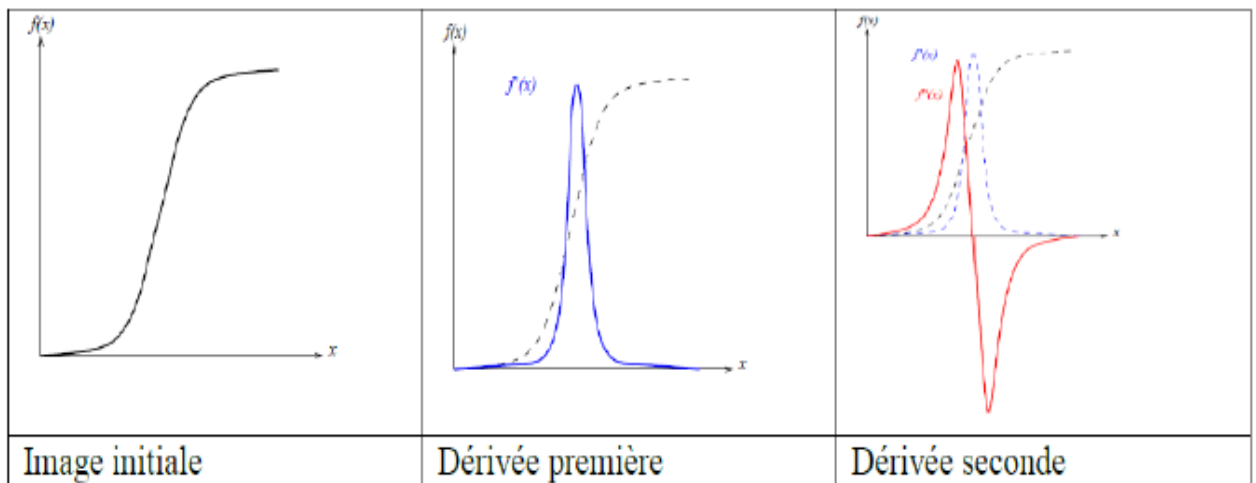 f(x)
x
Image initiale
f(x)
f'(x)
x
Dérivée première
f(x)
f'(x)
f''(x)
x
Dérivée seconde